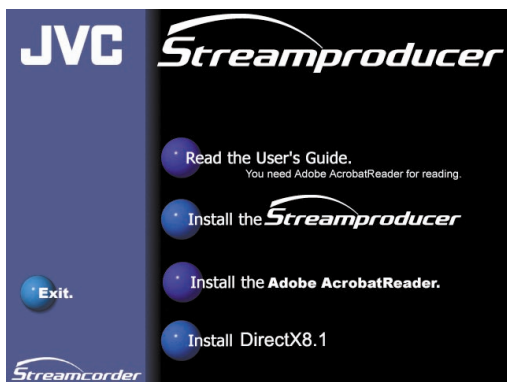 JVC
Streamproducer
Read the User's Guide.
You need Adobe AcrobatReader for reading.
Install the Streamproducer
Install the Adobe AcrobatReader.
Exit.
Install DirectX8.1
Streamcorder